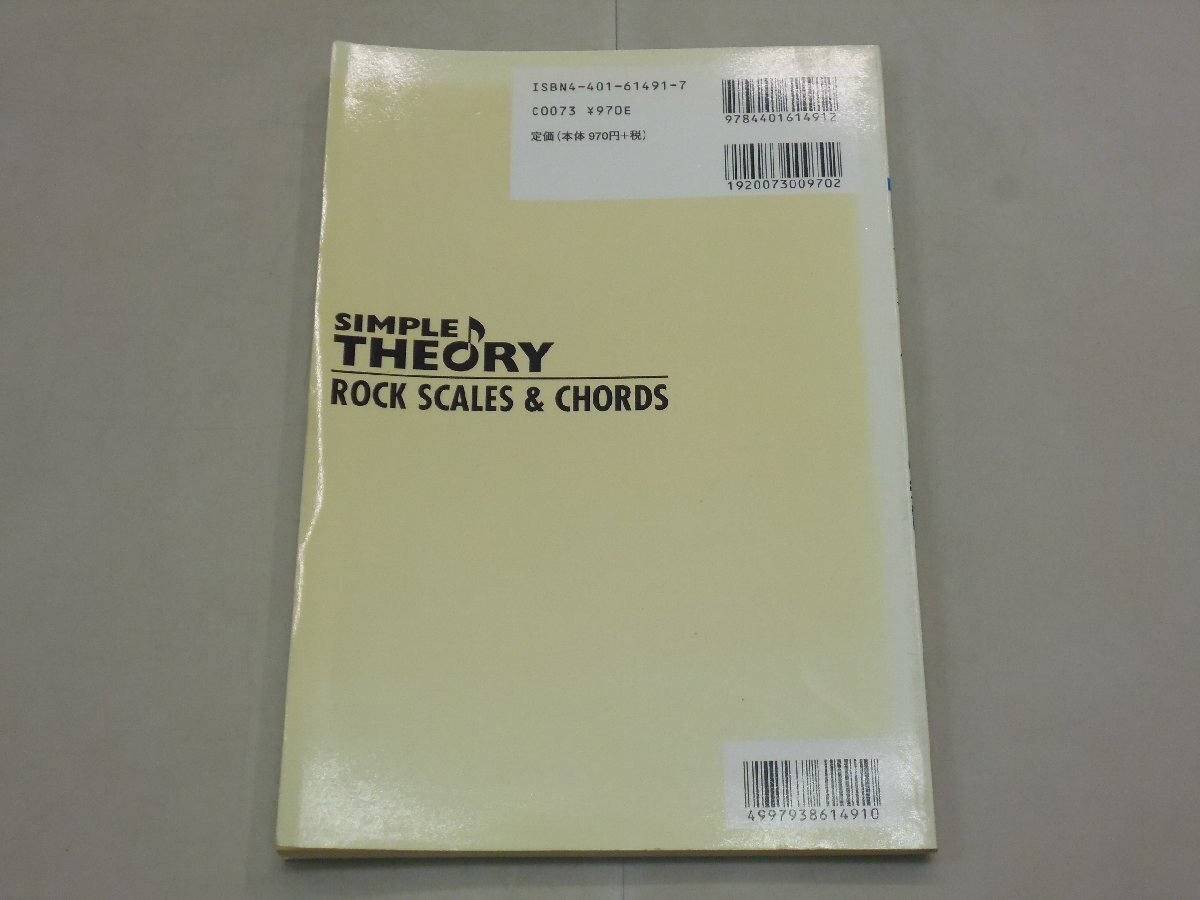 ISBN4-401-61491-7
C0073 ¥970E
定価（本体 970円+税）
9784401614912
1920073009702
SIMPLE
THEORY
ROCK SCALES & CHORDS
4997938614910